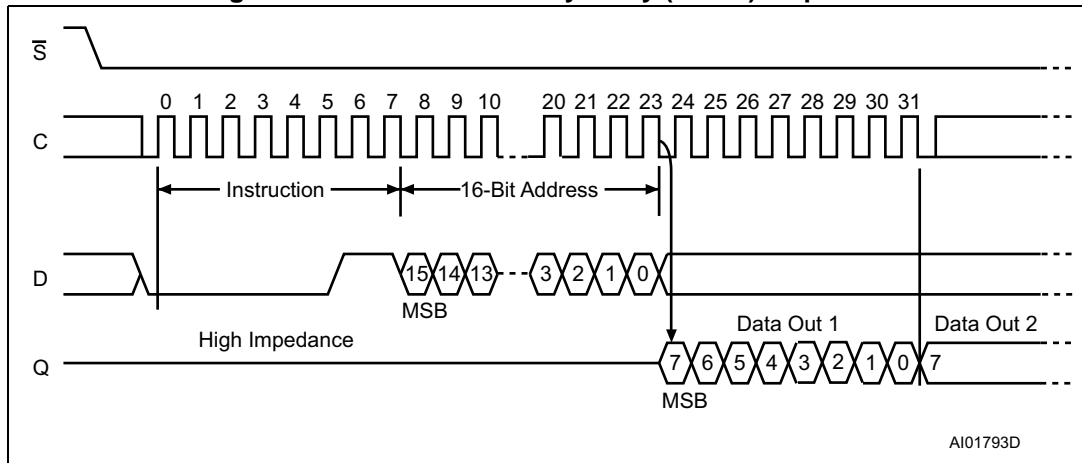 S
0 1 2 3 4 5 6 7 8 9 10 20 21 22 23 24 25 26 27 28 29 30 31
C
Instruction 16-Bit Address
D
15 14 13 3 2 1 0
MSB
High Impedance
Data Out 1 Data Out 2
Q
7 6 5 4 3 2 1 0 7
MSB
AI01793D